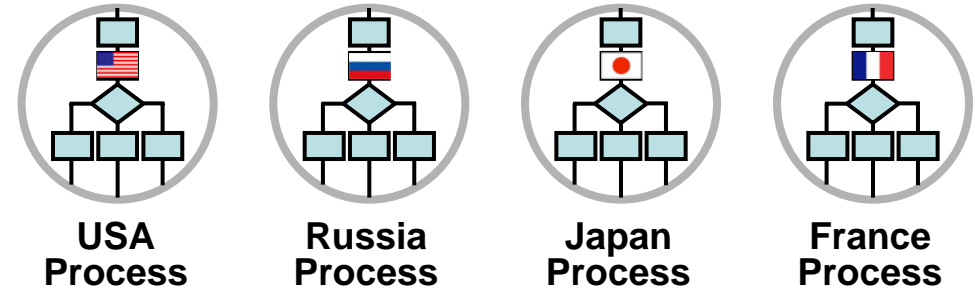 USA
Process
Russia
Process
Japan
Process
France
Process